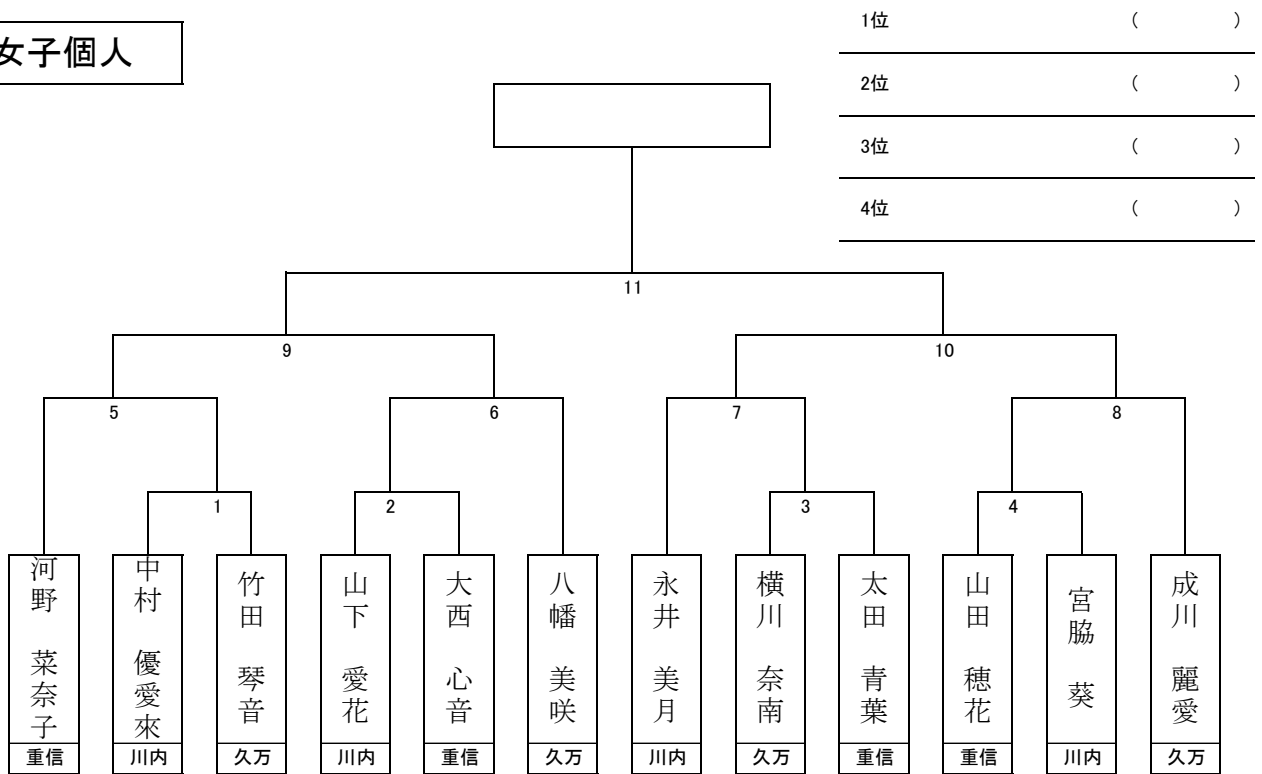 女子個人
1位 ( )
2位 ( )
3位 ( )
4位 ( )
11
9
10
5
6
7
8
1
2
3
4
河野 菜奈子
中村 優愛來
竹田 琴音
山下 愛花
大西 心音
八幡 美咲
永井 美月
横川 奈南
太田 青葉
山田 穂花
宮脇 葵
成川 麗愛
重信
川内
久万
川内
重信
久万
川内
久万
重信
重信
川内
久万